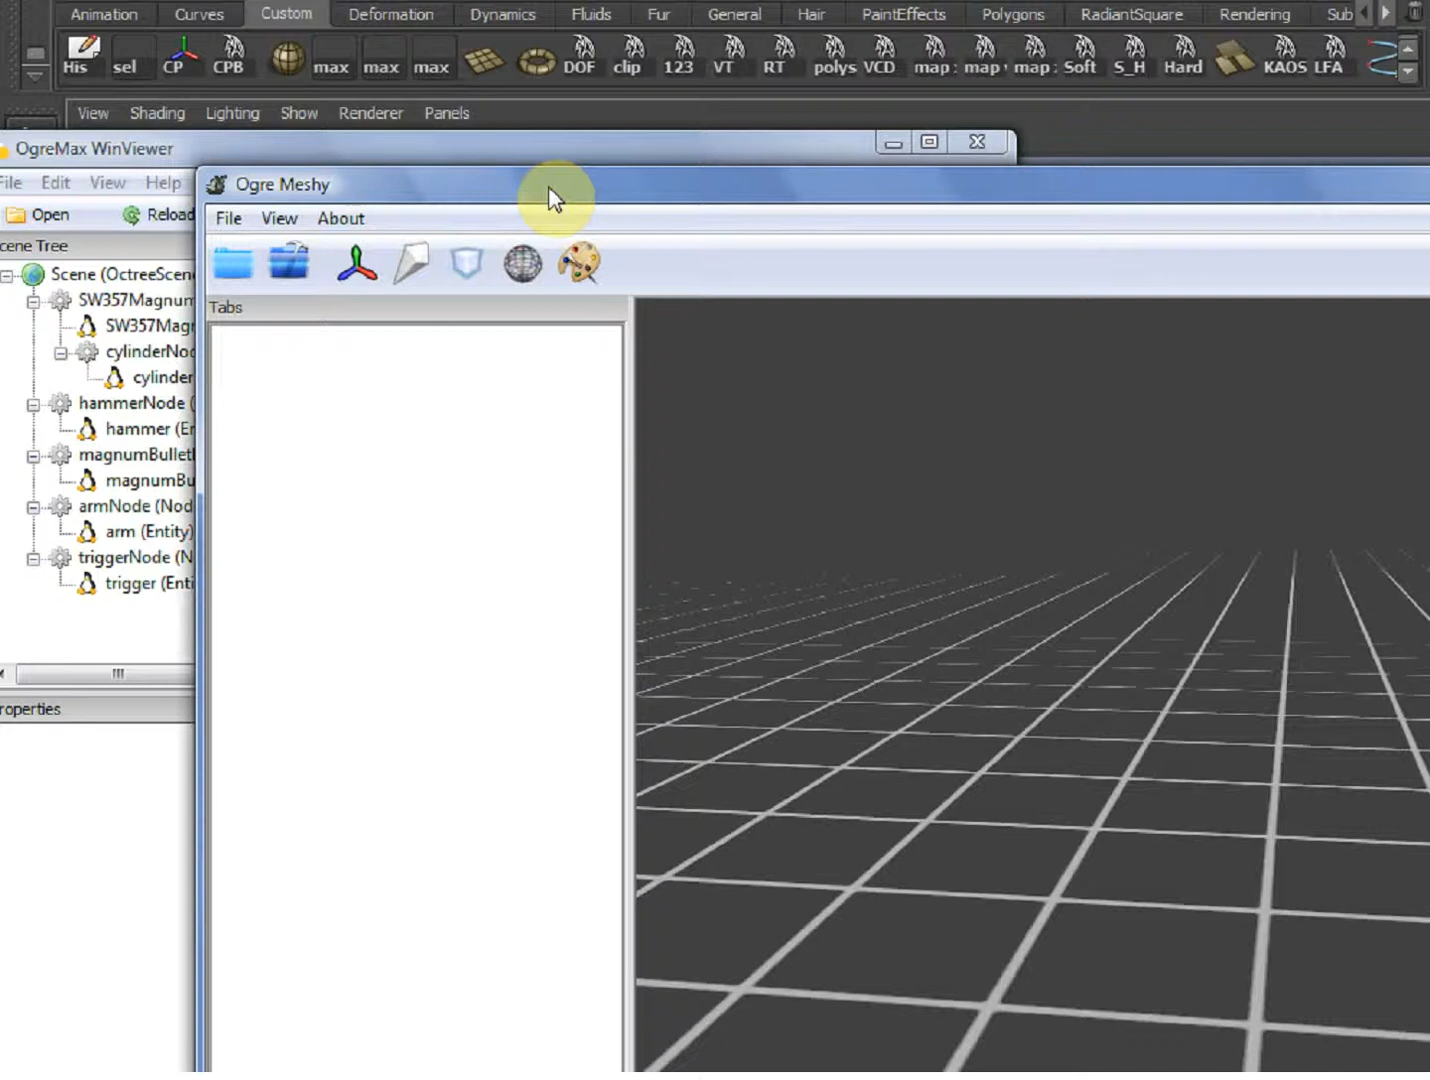 Animation Curves Custom Deformation Dynamics Fluids Fur General Hair PaintEffects Polygons RadiantSquare Rendering Sub
His sel CP CPB max max max DOF clip 123 VT RT polys VCD map map map Soft S_H Hard KAOS LFA
View Shading Lighting Show Renderer Panels
OgreMax WinViewer
File Edit View Help
Open Reload
cene Tree
Scene (OctreeScen
SW357Magnum
SW357Magn
cylinderNod
cylinder
hammerNode (
hammer (En
magnumBullet
magnumBu
armNode (Nod
arm (Entity)
triggerNode (N
trigger (Enti
roperties
Ogre Meshy
File View About
Tabs